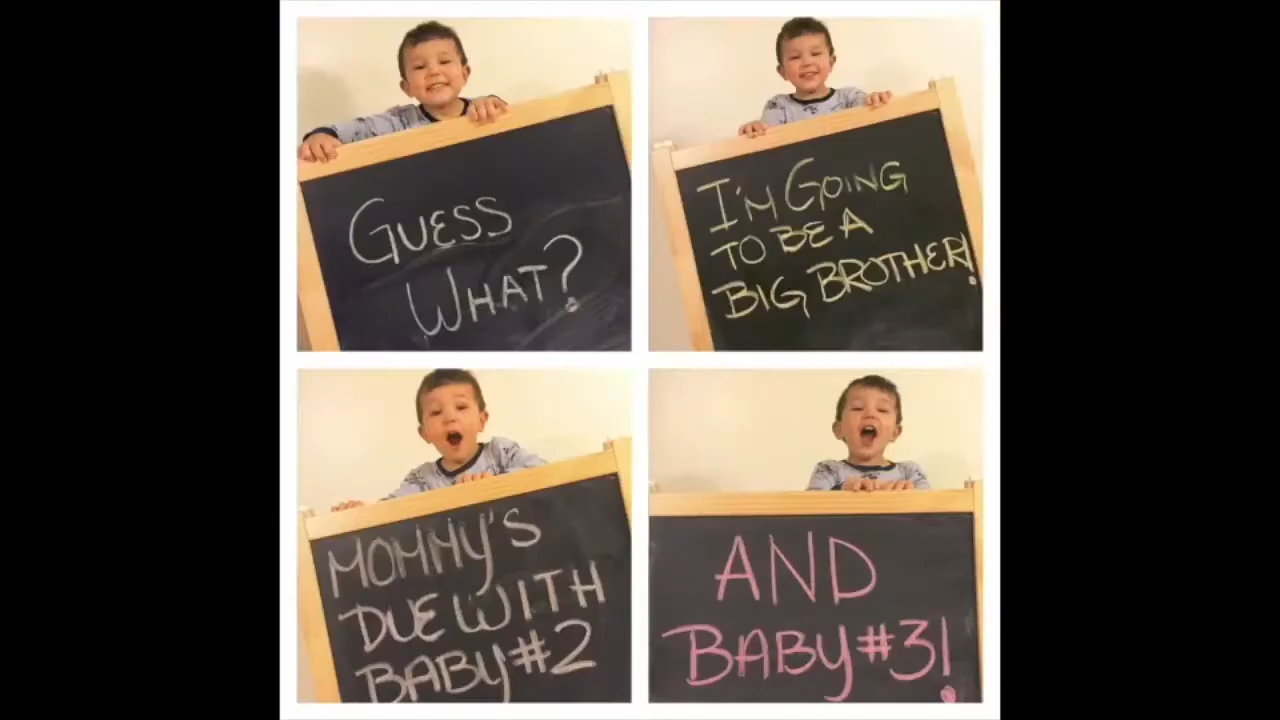 GUESS
WHAT?
I'M GOING
TO BE A
BIG BROTHER!
MOMMY'S
DUE WITH
BABY #2
AND
BABY #3!